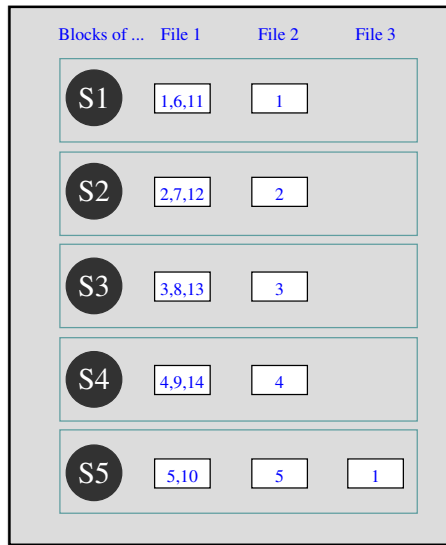 Blocks of ... File 1 File 2 File 3
S1 1,6,11 1
S2 2,7,12 2
S3 3,8,13 3
S4 4,9,14 4
S5 5,10 5 1